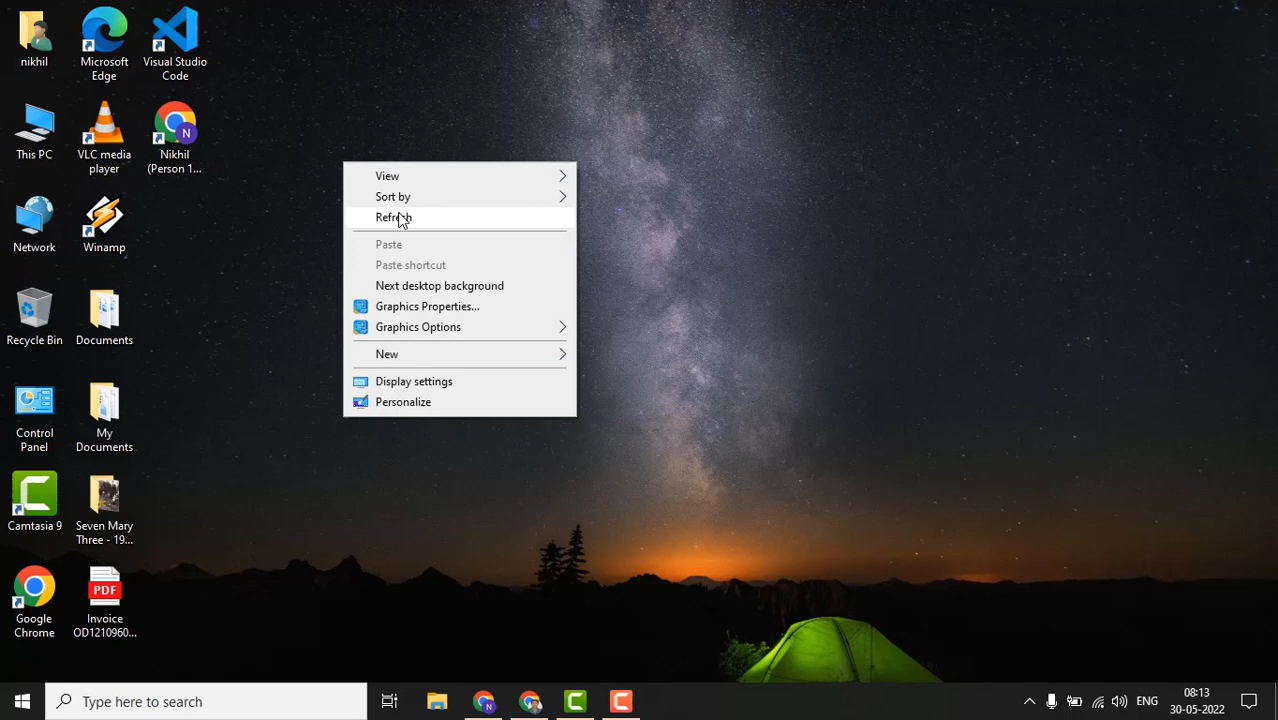 nikhil
Microsoft
Edge
Visual Studio
Code
This PC
VLC media
player
Nikhil
(Person 1...
Network
Winamp
Recycle Bin
Documents
Control
Panel
My
Documents
Camtasia 9
Seven Mary
Three - 19...
Google
Chrome
PDF
Invoice
OD1210960...
N
View
Sort by
Refresh
Paste
Paste shortcut
Next desktop background
Graphics Properties...
Graphics Options
New
Display settings
Personalize
Type here to search
N
ENG
08:13
30-05-2022